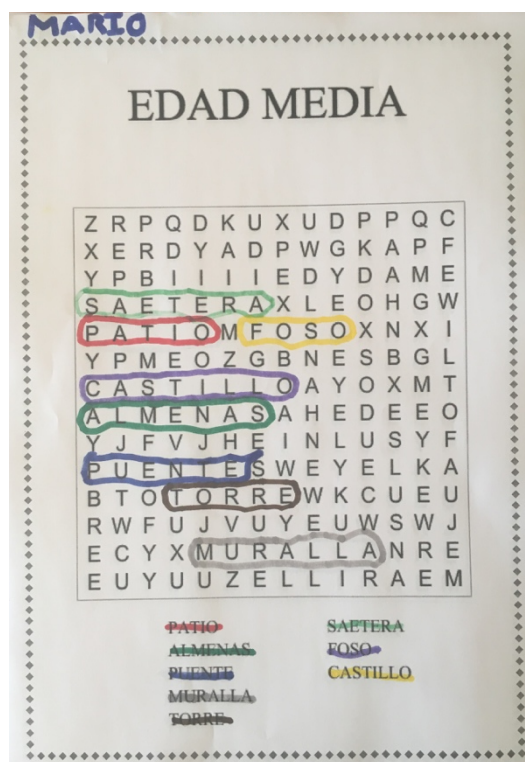 MARIO
EDAD MEDIA
Z R P Q D K U X U D P P Q C
X E R D Y A D P W G K A P F
Y P B I I I I E D Y D A M E
S A E T E R A X L E O H G W
P A T I O M F O S O X N X I
Y P M E O Z G B N E S B G L
C A S T I L L O A Y O X M T
A L M E N A S A H E D E E O
Y J F V J H E I N L U S Y F
P U E N T E S W E Y E L K A
B T O T O R R E W K C U E U
R W F U J V U Y E U W S W J
E C Y X M U R A L L A N R E
E U Y U U Z E L L I R A E M
PATIO SAETERA
ALMENAS FOSO
PUENTE CASTILLO
MURALLA
TORRE